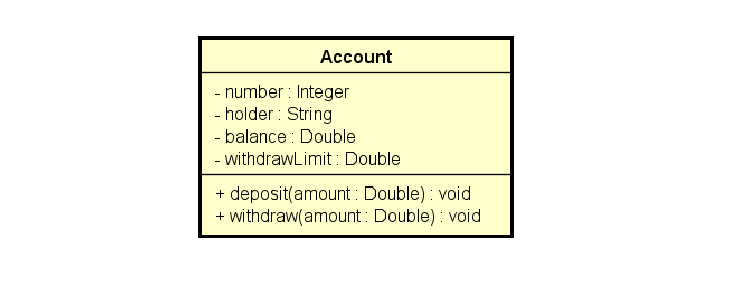 Account
- number : Integer
- holder : String
- balance : Double
- withdrawLimit : Double
+ deposit(amount : Double) : void
+ withdraw(amount : Double) : void